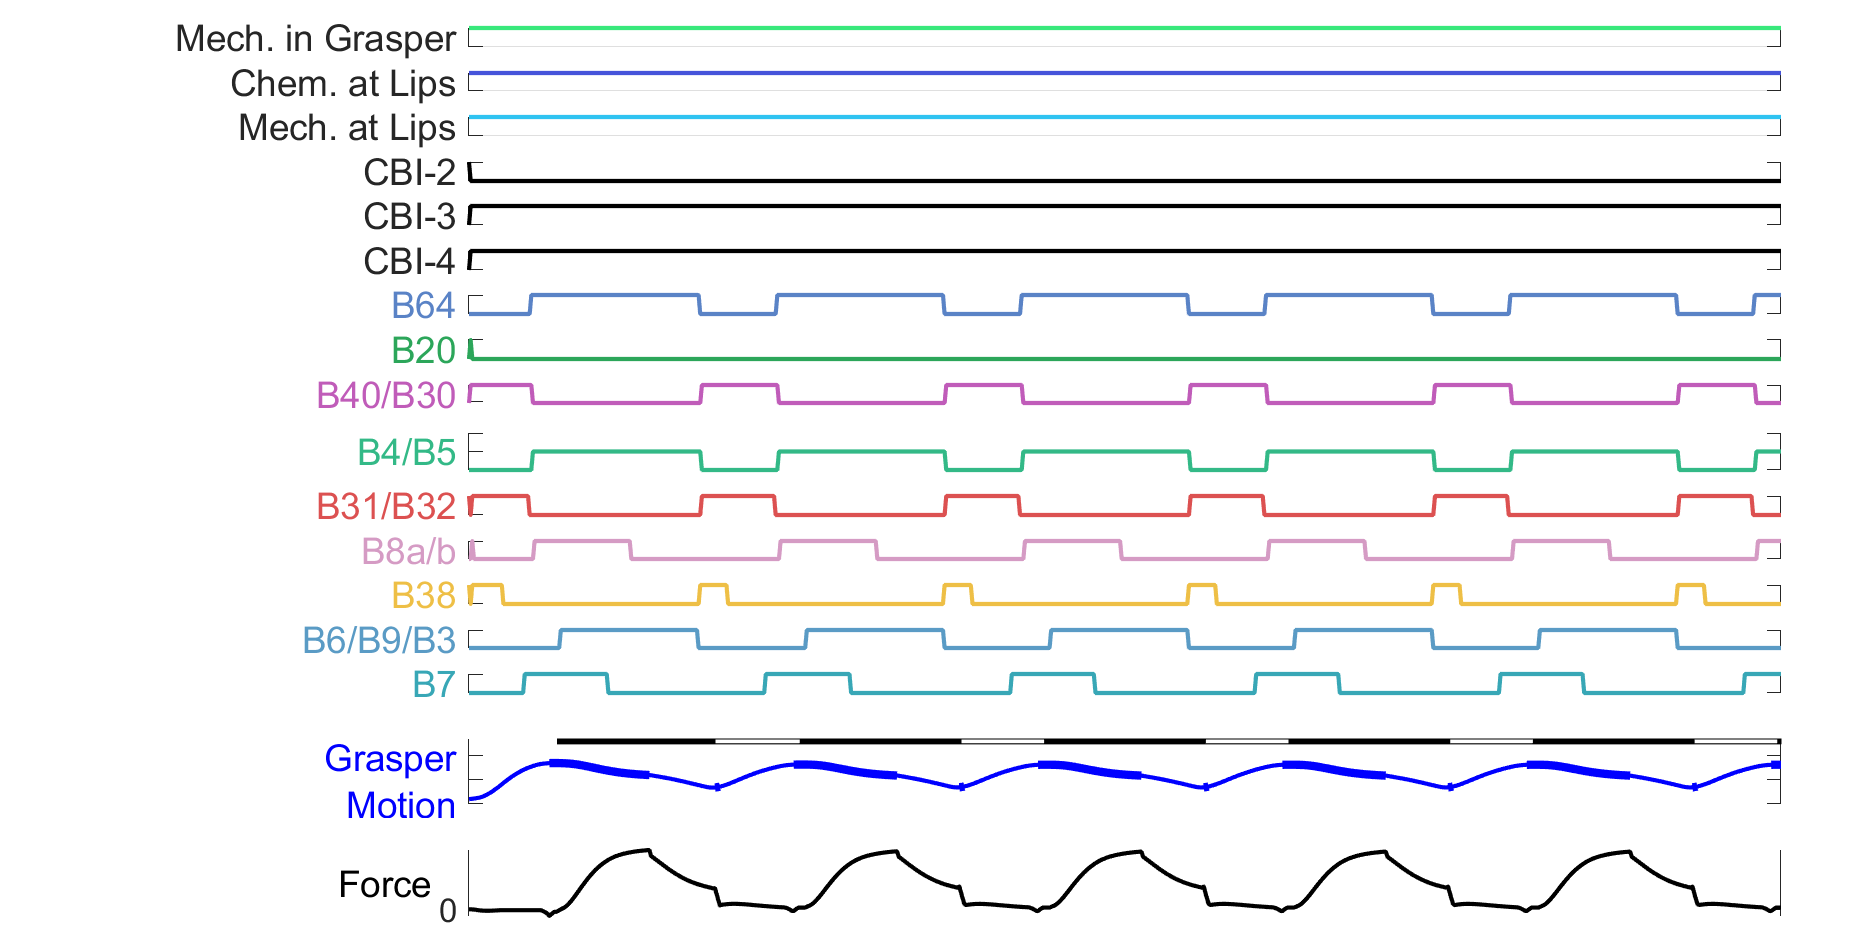 Mech. in Grasper
Chem. at Lips
Mech. at Lips
CBI-2
CBI-3
CBI-4
B64
B20
B40/B30
B4/B5
B31/B32
B8a/b
B38
B6/B9/B3
B7
Grasper
Motion
Force
0